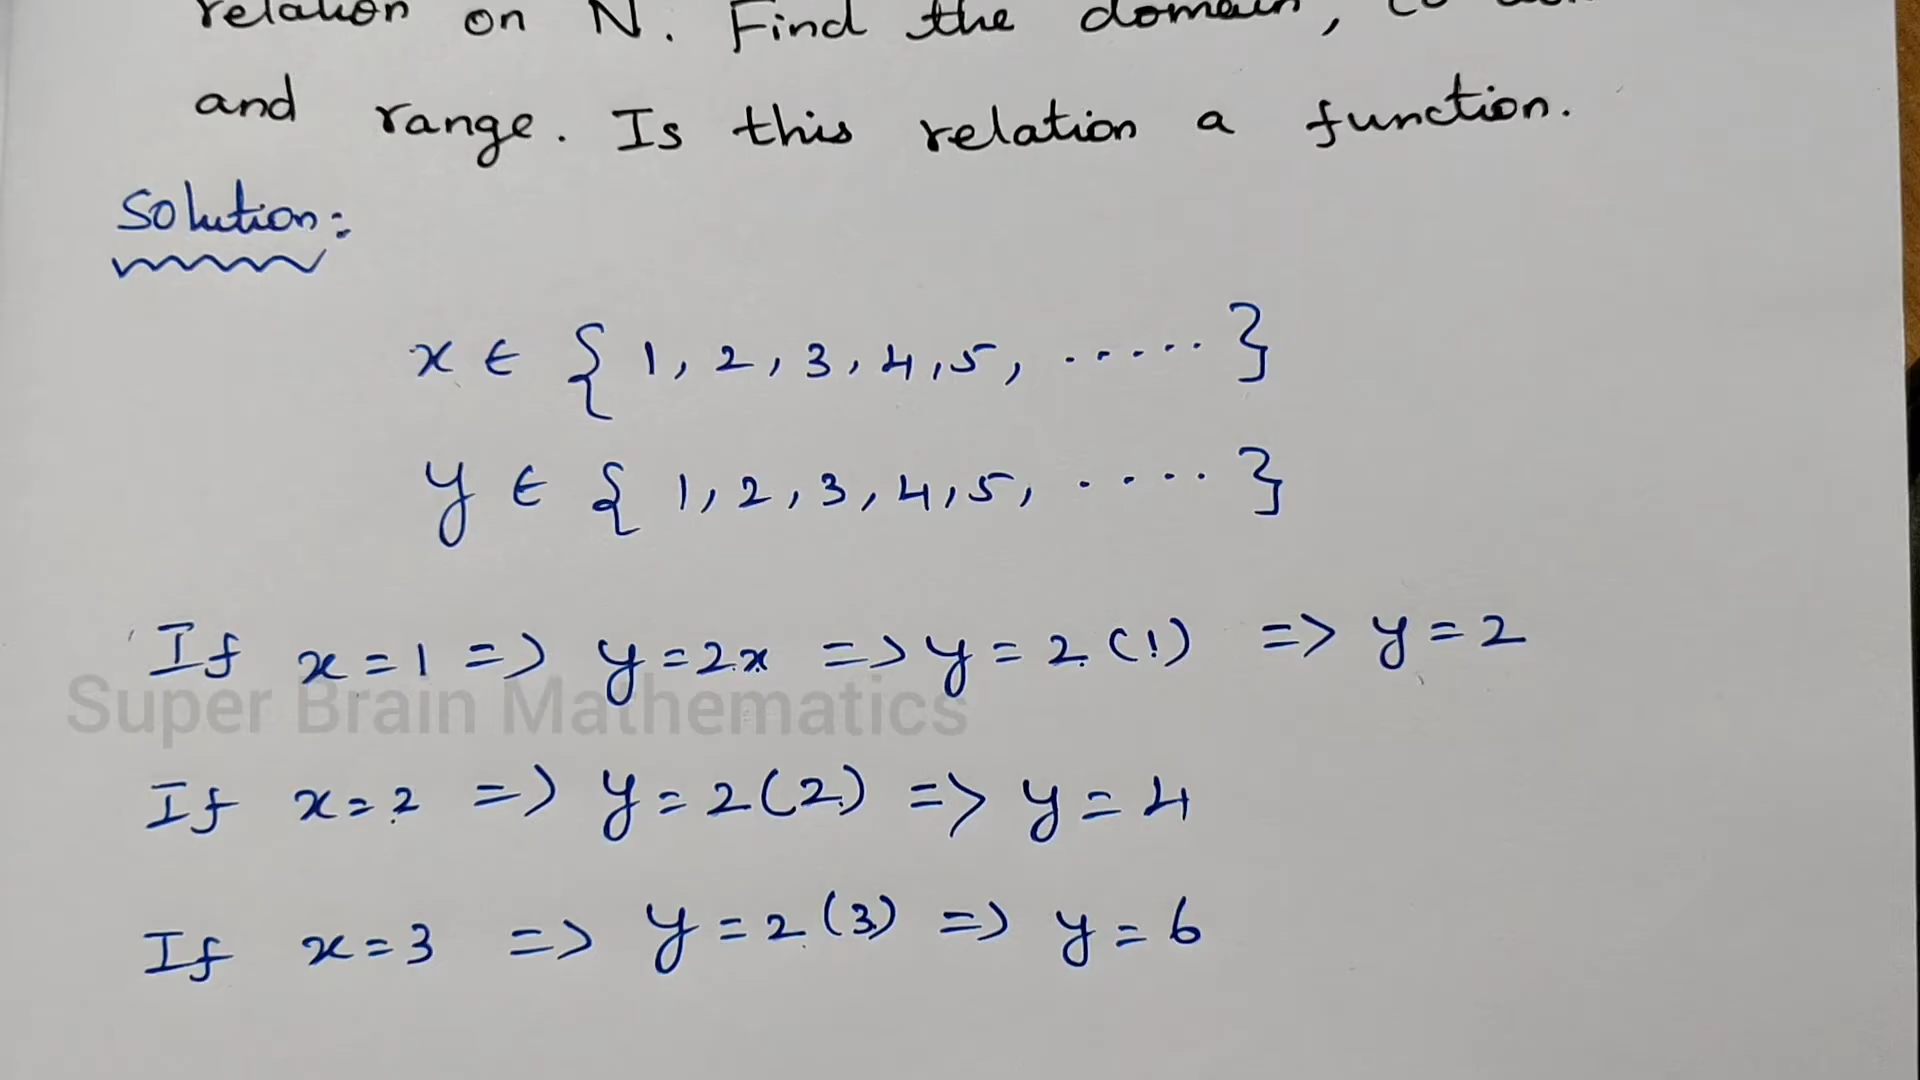 relation on N. Find the domain,
and range. Is this relation a function.
Solution:
x ∈ { 1, 2, 3, 4, 5, ..... }
y ∈ { 1, 2, 3, 4, 5, .... }
If x = 1 => y = 2x => y = 2(1) => y = 2
Super Brain Mathematics
If x = 2 => y = 2(2) => y = 4
If x = 3 => y = 2(3) => y = 6